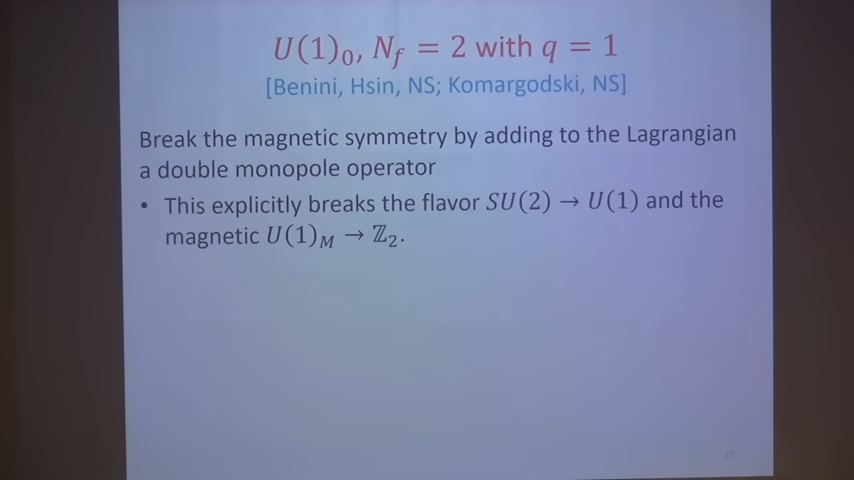 U(1)₀, N_f = 2 with q = 1
[Benini, Hsin, NS; Komargodski, NS]
Break the magnetic symmetry by adding to the Lagrangian
a double monopole operator
• This explicitly breaks the flavor SU(2) → U(1) and the
magnetic U(1)_M → ℤ₂.